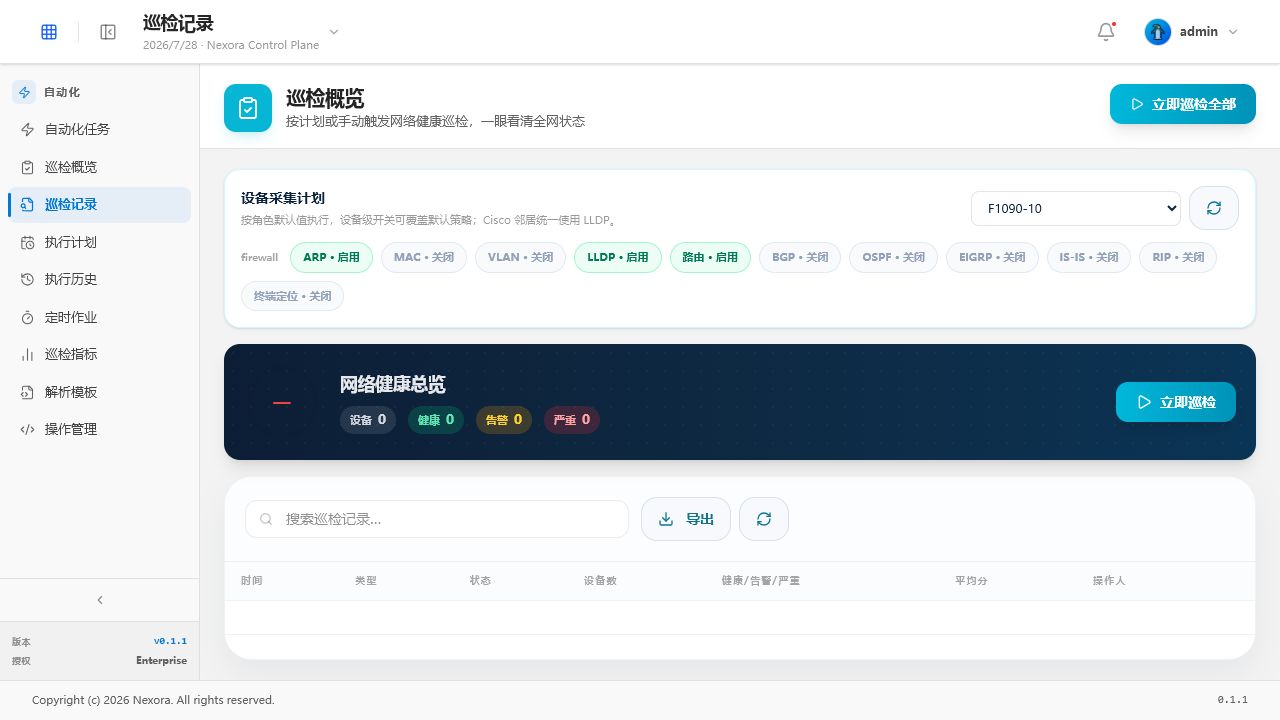 巡检记录
2026/7/28 · Nexora Control Plane
admin
自动化
自动化任务
巡检概览
巡检记录
执行计划
执行历史
定时作业
巡检指标
解析模板
操作管理
版本 v0.1.1
授权 Enterprise
巡检概览
按计划或手动触发网络健康巡检，一眼看清全网状态
立即巡检全部
设备采集计划
按角色默认值执行，设备级开关可覆盖默认策略；Cisco 邻居统一使用 LLDP。
F1090-10
firewall ARP • 启用 MAC • 关闭 VLAN • 关闭 LLDP • 启用 路由 • 启用 BGP • 关闭 OSPF • 关闭 EIGRP • 关闭 IS-IS • 关闭 RIP • 关闭
终端定位 • 关闭
—
网络健康总览
设备 0 健康 0 告警 0 严重 0
立即巡检
搜索巡检记录...
导出
时间 类型 状态 设备数 健康/告警/严重 平均分 操作人
Copyright (c) 2026 Nexora. All rights reserved.
0.1.1